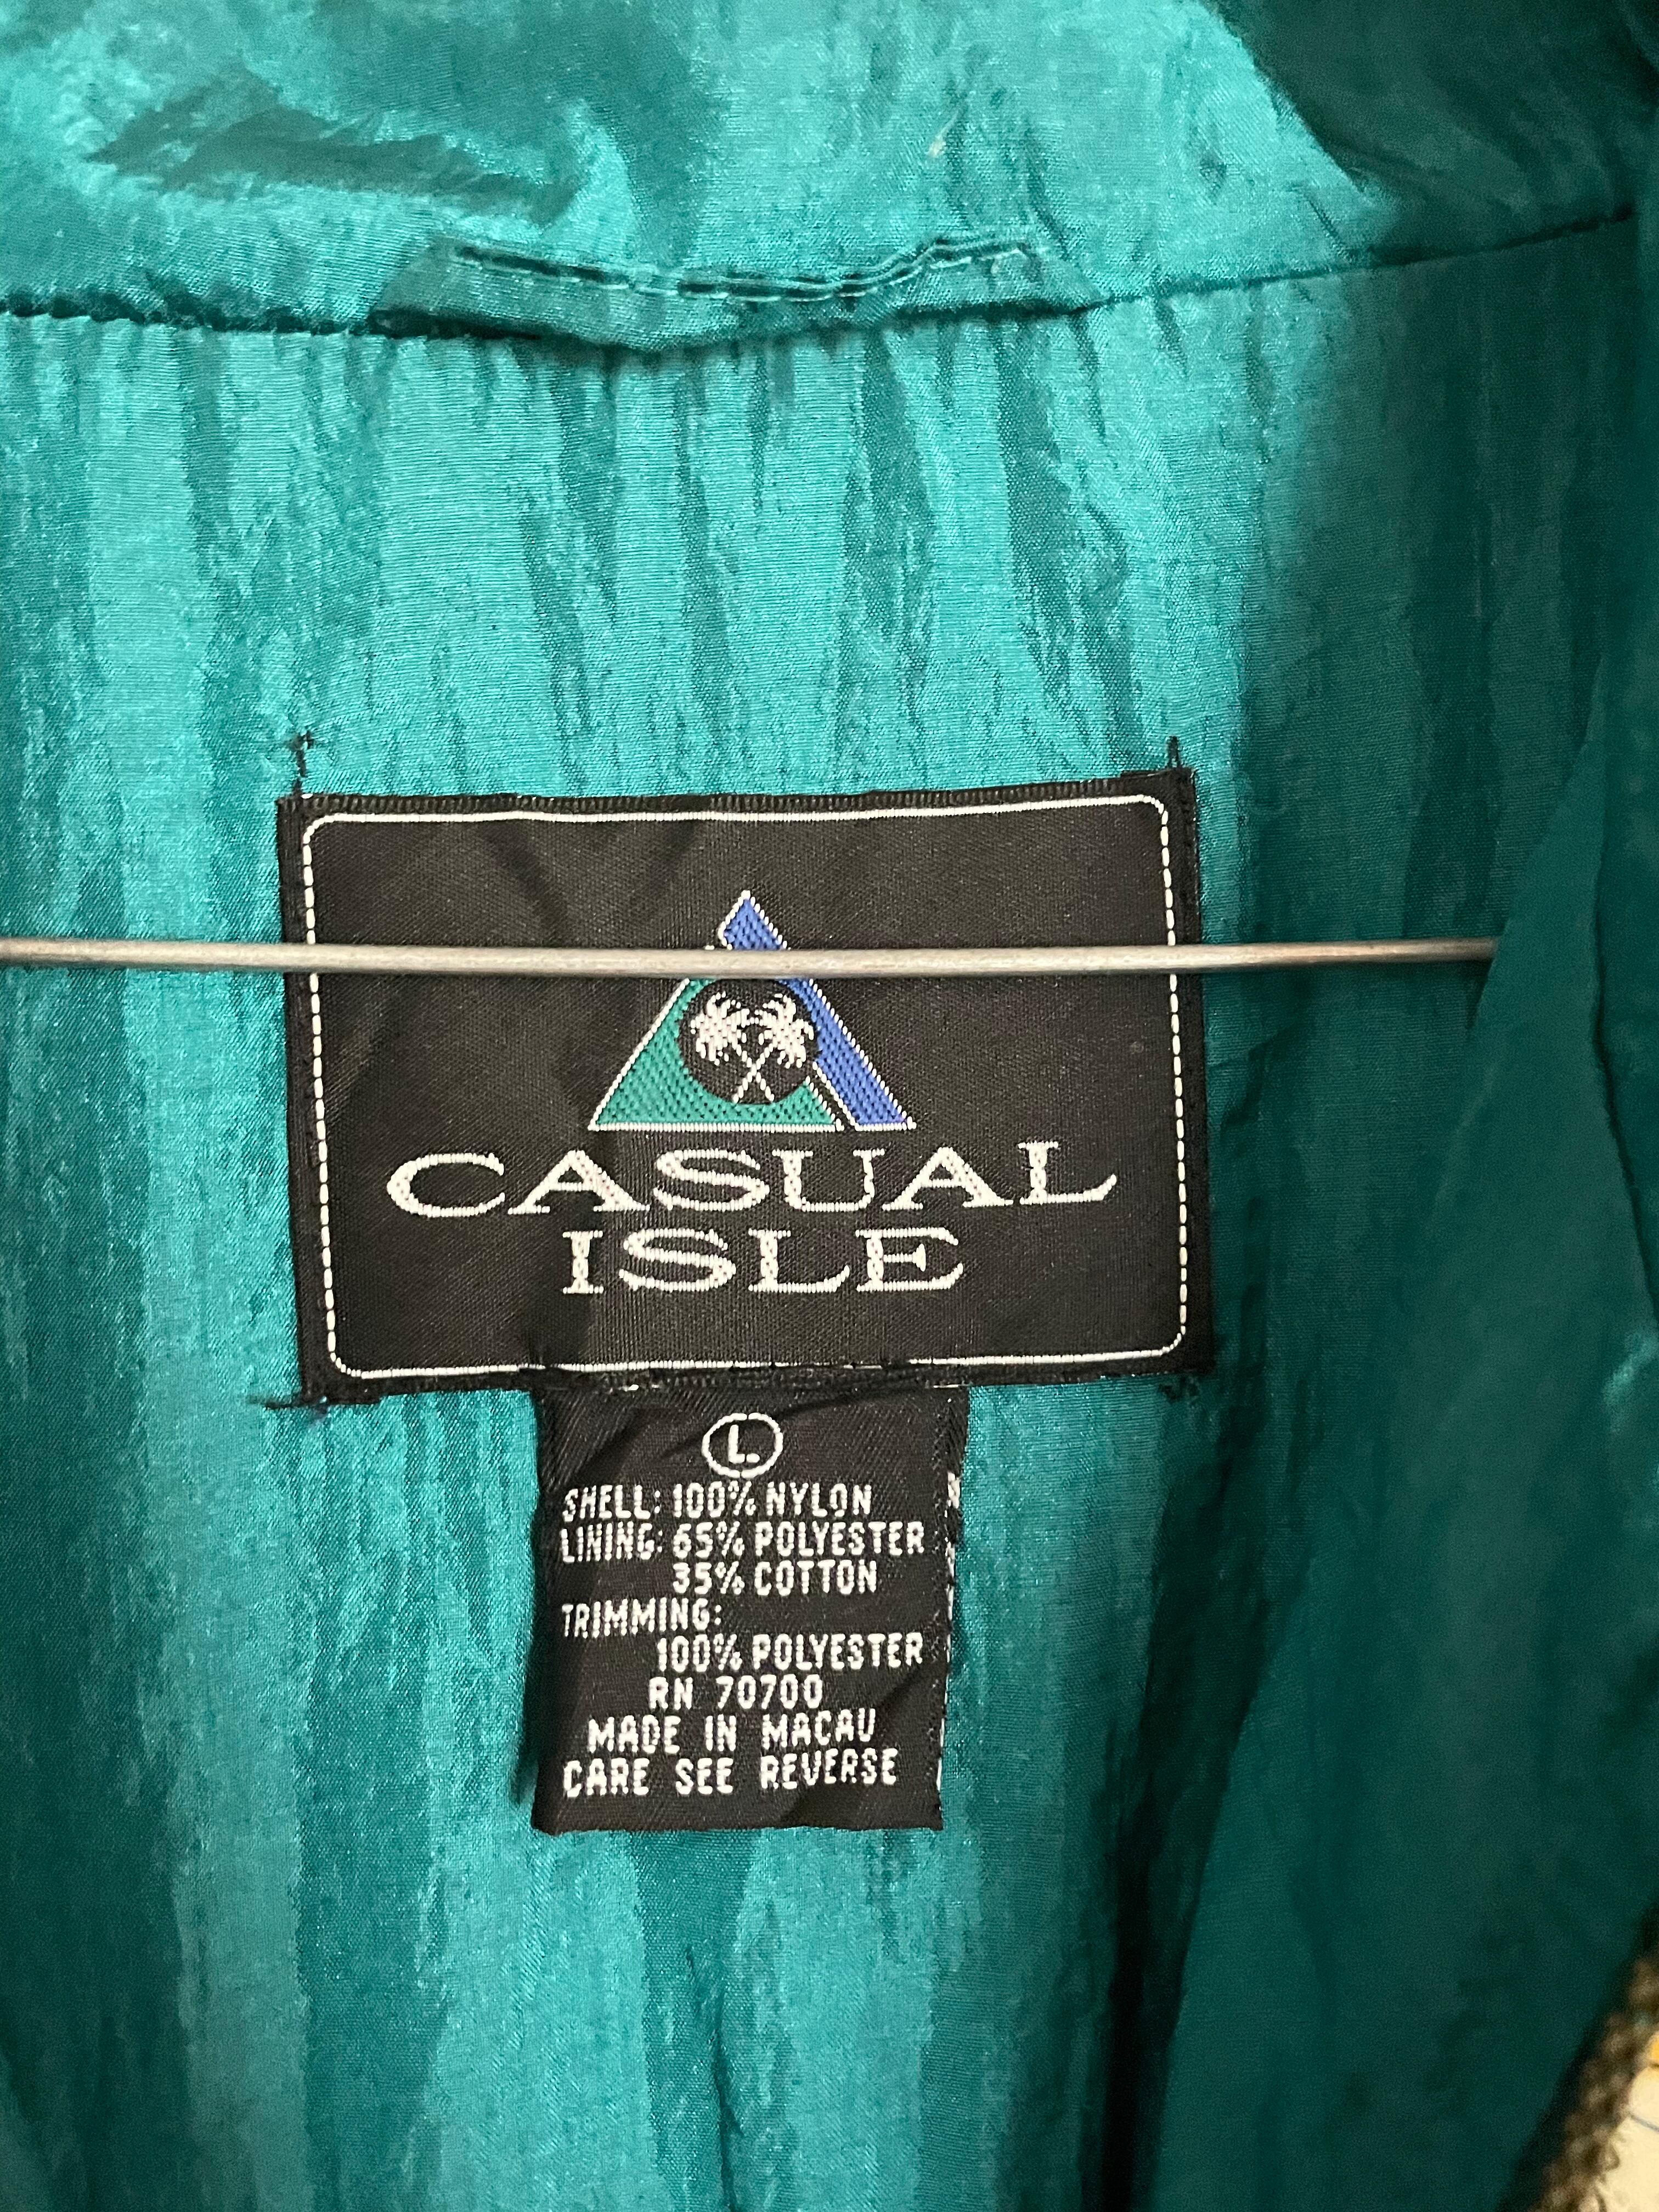 CASUAL
ISLE
L
SHELL: 100% NYLON
LINING: 65% POLYESTER
35% COTTON
TRIMMING:
100% POLYESTER
RN 70700
MADE IN MACAU
CARE SEE REVERSE